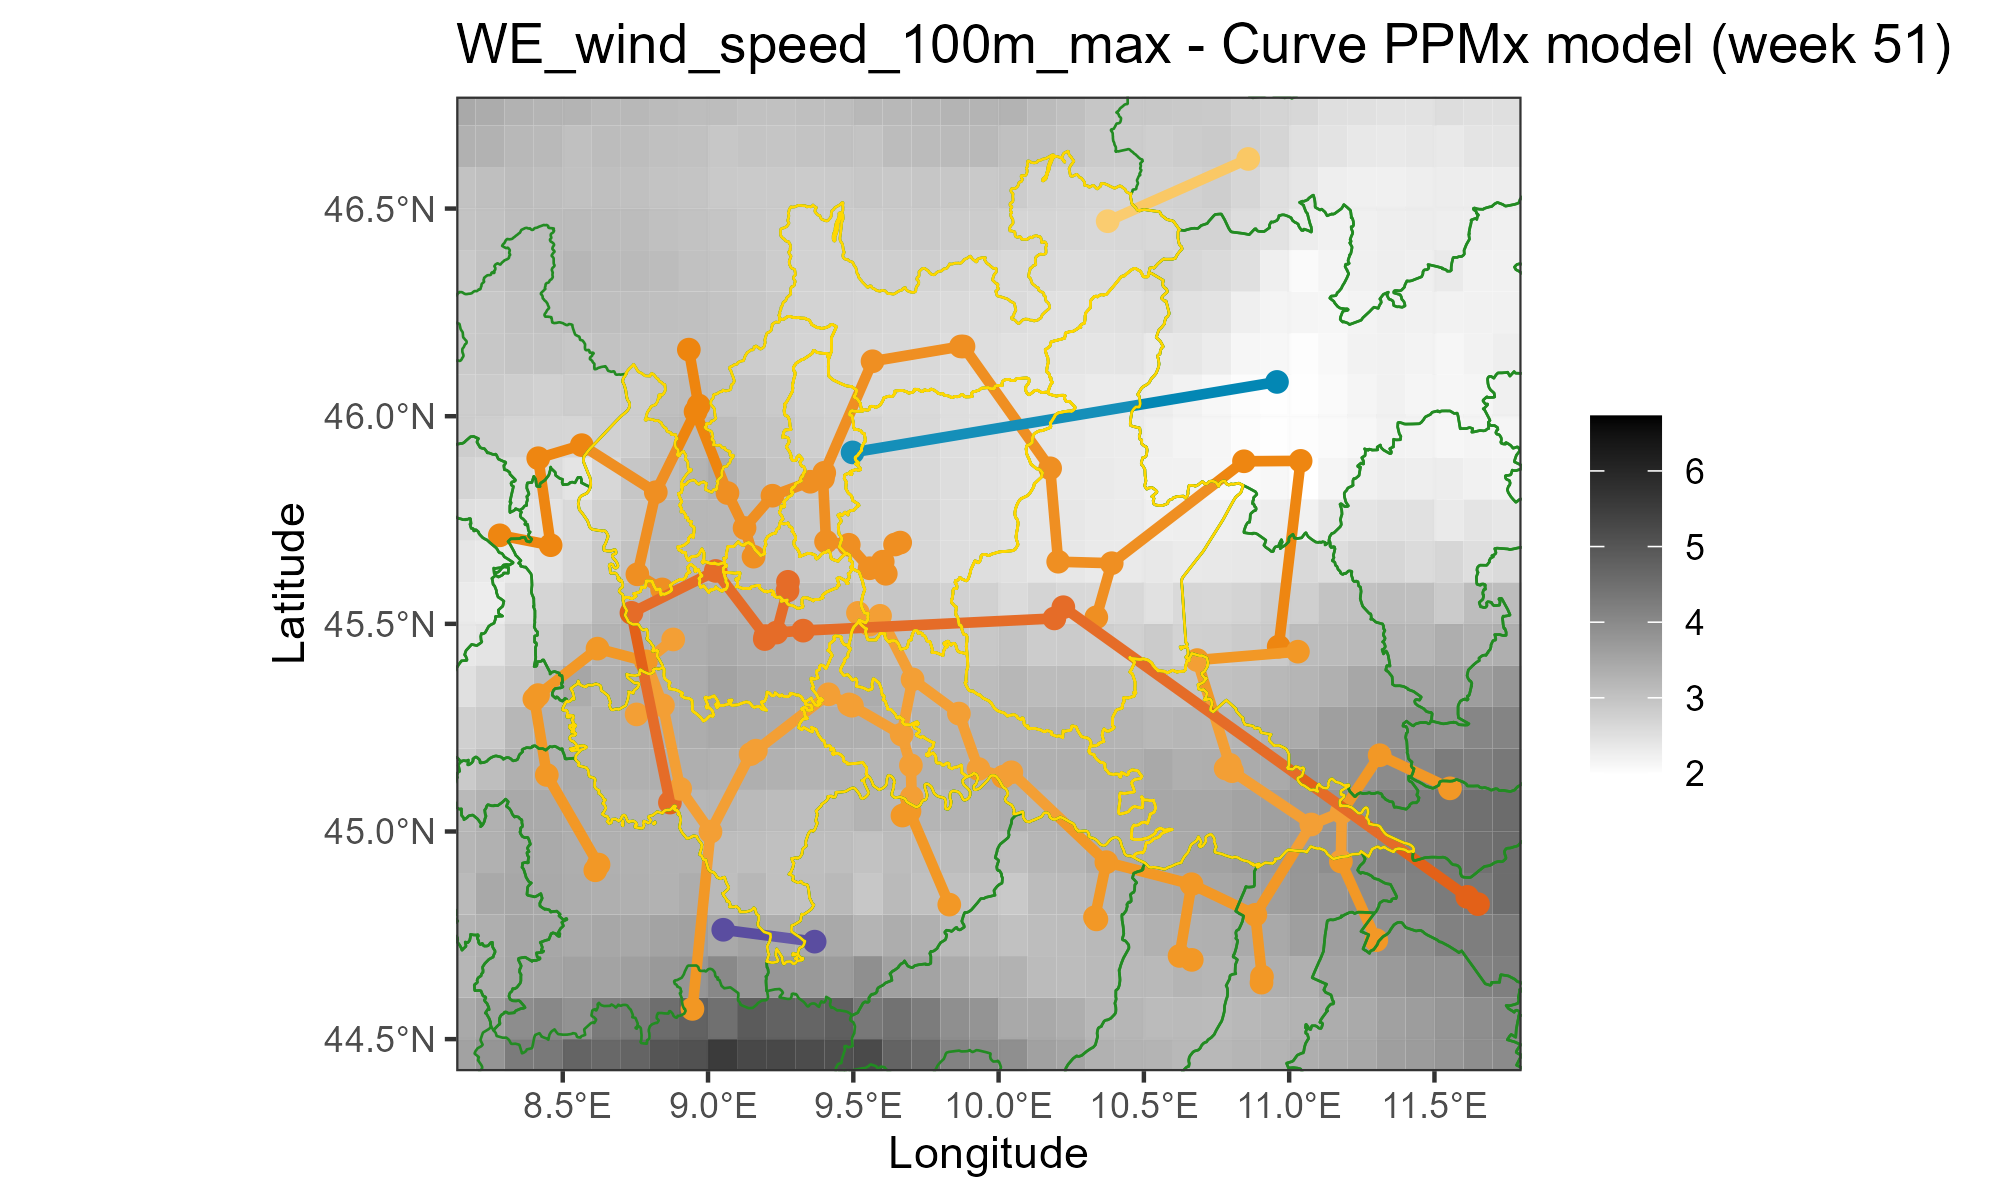 WE_wind_speed_100m_max - Curve PPMx model (week 51)
Latitude
46.5°N
46.0°N
45.5°N
45.0°N
44.5°N
8.5°E 9.0°E 9.5°E 10.0°E 10.5°E 11.0°E 11.5°E
Longitude
6
5
4
3
2